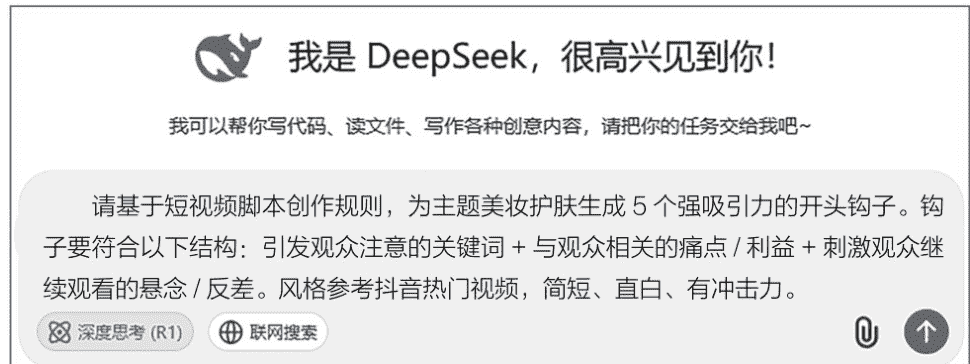 我是 DeepSeek，很高兴见到你！
我可以帮你写代码、读文件、写作各种创意内容，请把你的任务交给我吧~
请基于短视频脚本创作规则，为主题美妆护肤生成 5 个强吸引力的开头钩子。钩
子要符合以下结构：引发观众注意的关键词 + 与观众相关的痛点 / 利益 + 刺激观众继
续观看的悬念 / 反差。风格参考抖音热门视频，简短、直白、有冲击力。
深度思考 (R1) 联网搜索